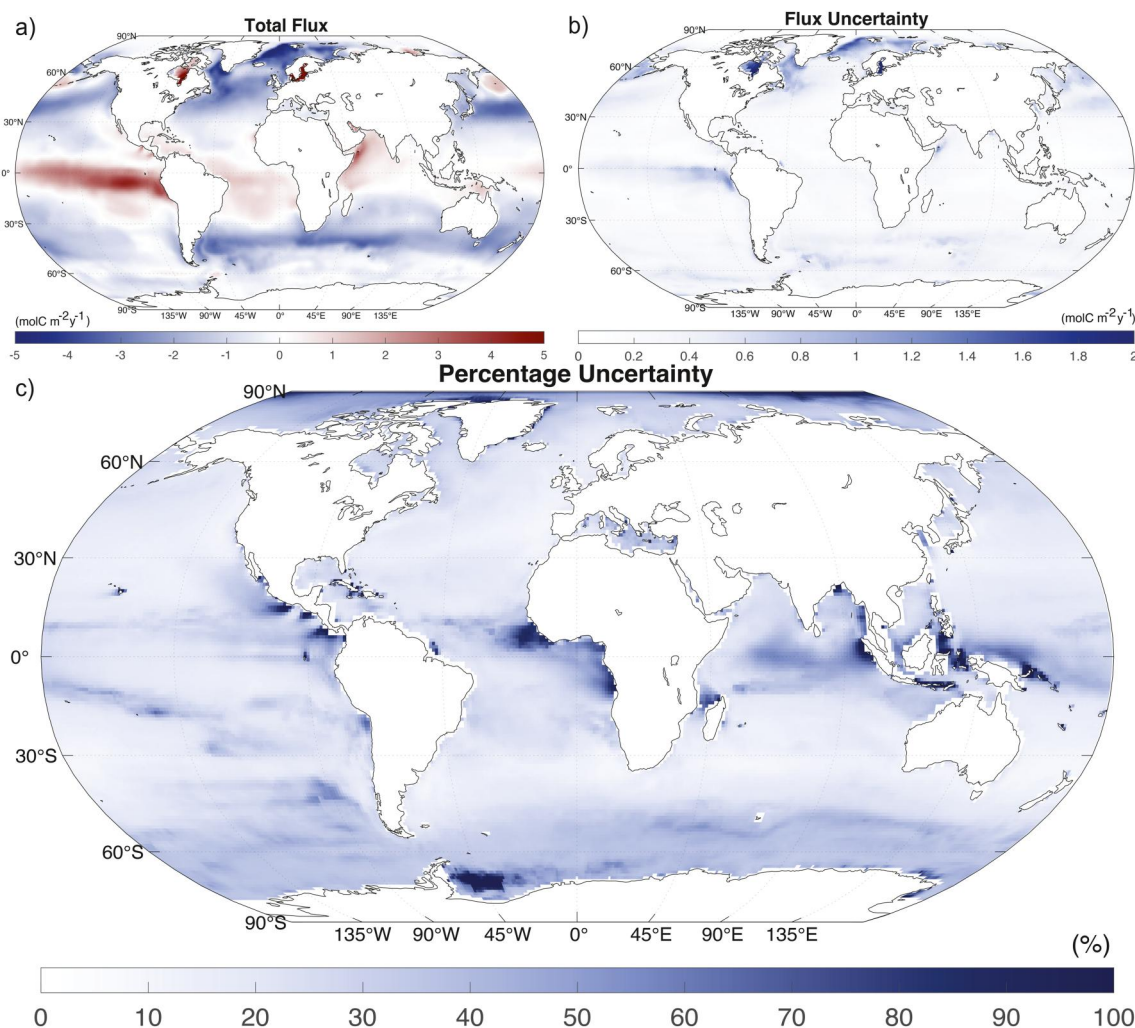 a)
Total Flux
90°N
60°N
30°N
0°
30°S
60°S
90°S
135°W 90°W 45°W 0° 45°E 90°E 135°E
(molC m⁻²y⁻¹)
-5 -4 -3 -2 -1 0 1 2 3 4 5
b)
Flux Uncertainty
90°N
60°N
30°N
0°
30°S
60°S
90°S
135°W 90°W 45°W 0° 45°E 90°E 135°E
(molC m⁻²y⁻¹)
0 0.2 0.4 0.6 0.8 1 1.2 1.4 1.6 1.8 2
c)
Percentage Uncertainty
90°N
60°N
30°N
0°
30°S
60°S
90°S
135°W 90°W 45°W 0° 45°E 90°E 135°E
(%)
0 10 20 30 40 50 60 70 80 90 100